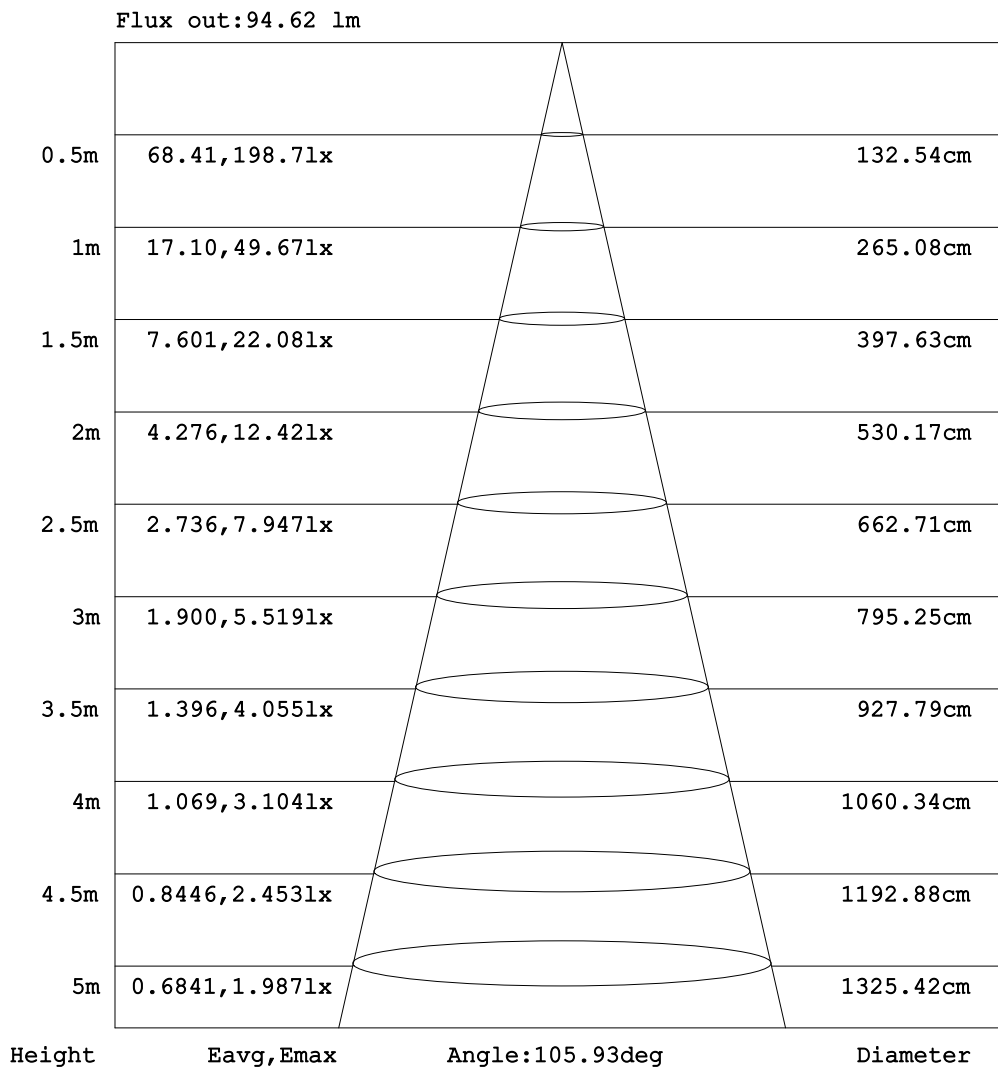 Flux out:94.62 lm
0.5m 68.41,198.7lx 132.54cm
1m 17.10,49.67lx 265.08cm
1.5m 7.601,22.08lx 397.63cm
2m 4.276,12.42lx 530.17cm
2.5m 2.736,7.947lx 662.71cm
3m 1.900,5.519lx 795.25cm
3.5m 1.396,4.055lx 927.79cm
4m 1.069,3.104lx 1060.34cm
4.5m 0.8446,2.453lx 1192.88cm
5m 0.6841,1.987lx 1325.42cm
Height Eavg,Emax Angle:105.93deg Diameter